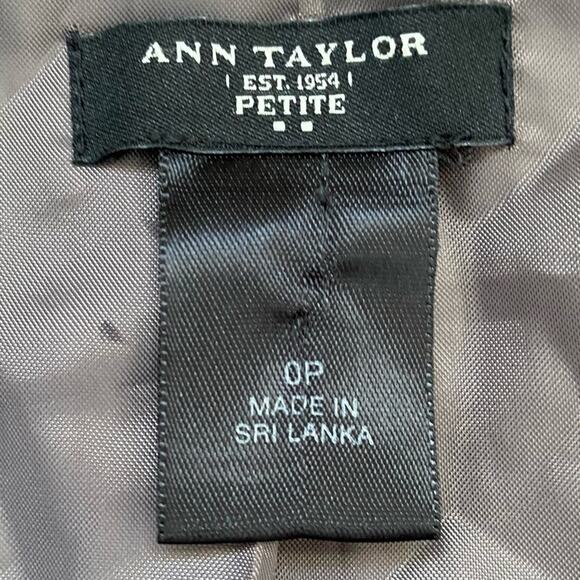 ANN TAYLOR
EST. 1954
PETITE
0P
MADE IN
SRI LANKA